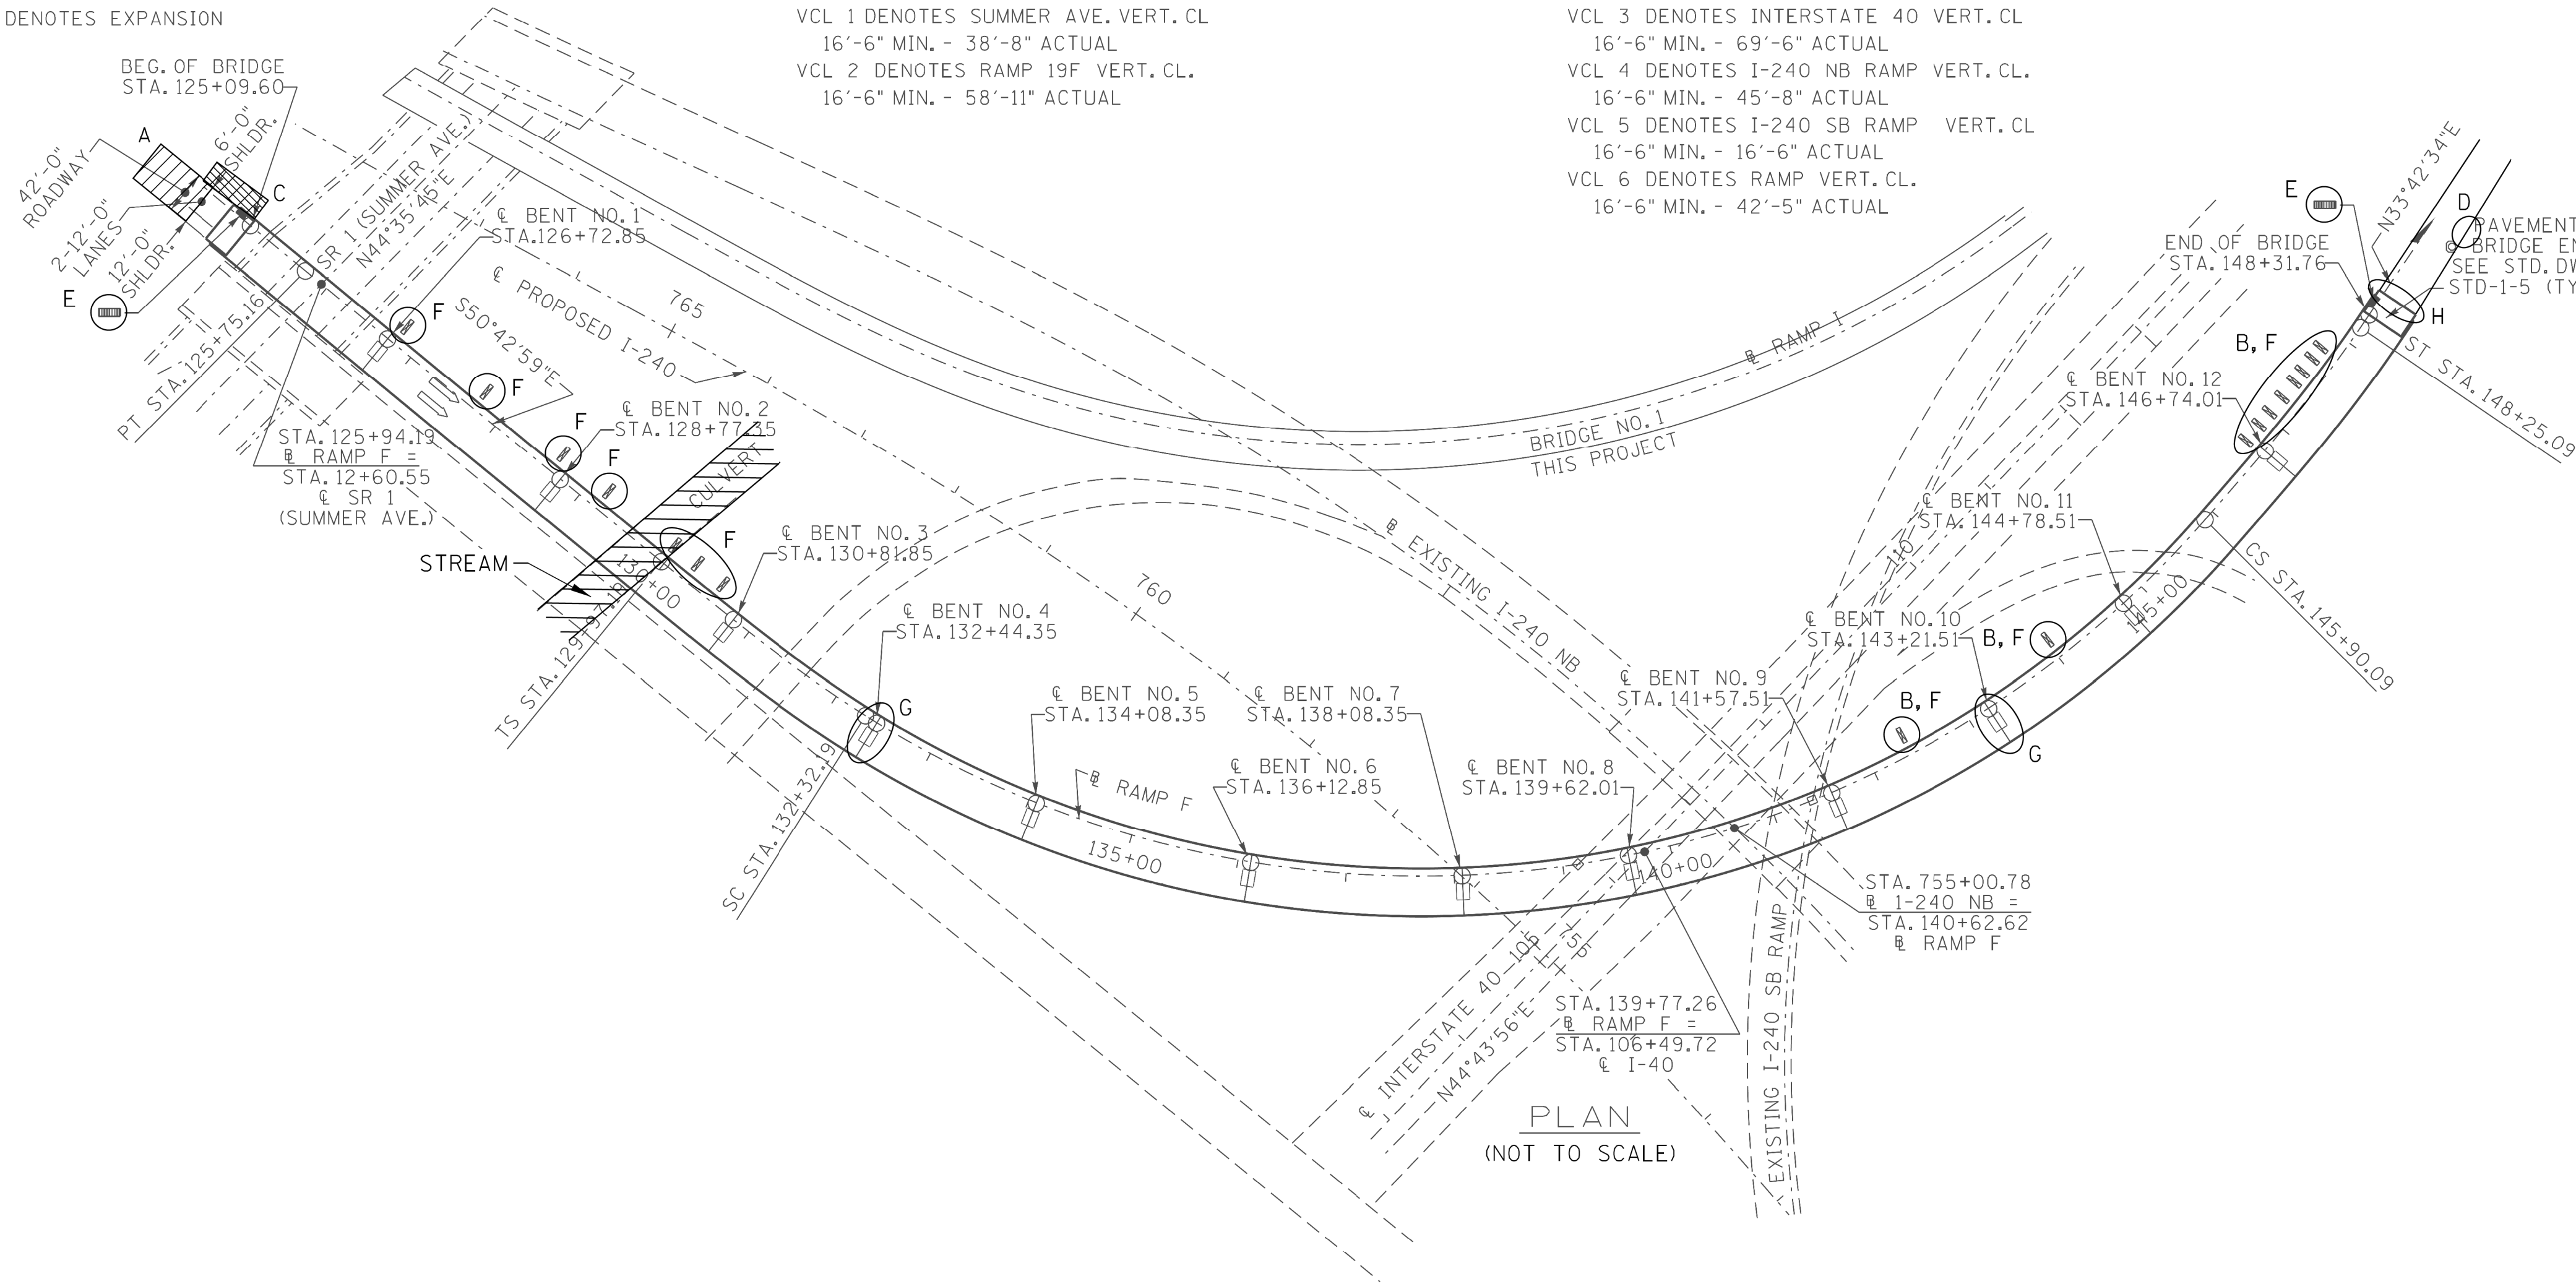 DENOTES EXPANSION
VCL 1 DENOTES SUMMER AVE. VERT. CL
16'-6" MIN. - 38'-8" ACTUAL
VCL 2 DENOTES RAMP 19F VERT. CL.
16'-6" MIN. - 58'-11" ACTUAL
VCL 3 DENOTES INTERSTATE 40 VERT. CL
16'-6" MIN. - 69'-6" ACTUAL
VCL 4 DENOTES I-240 NB RAMP VERT. CL.
16'-6" MIN. - 45'-8" ACTUAL
VCL 5 DENOTES I-240 SB RAMP VERT. CL
16'-6" MIN. - 16'-6" ACTUAL
VCL 6 DENOTES RAMP VERT. CL.
16'-6" MIN. - 42'-5" ACTUAL
BEG. OF BRIDGE
STA. 125+09.60
A
6'-0"
SHLDR.
42'-0"
ROADWAY
C
2-12'-0"
LANES
12'-0"
SHLDR.
E
SR 1 (SUMMER AVE.)
N44°35'45"E
℄ BENT NO. 1
STA. 126+72.85
F
℄ PROPOSED I-240
765
S50°42'59"E
F
PT STA. 125+75.16
STA. 125+94.19
℄ RAMP F =
STA. 12+60.55
℄ SR 1
(SUMMER AVE.)
F
℄ BENT NO. 2
STA. 128+77.35
F
CULVERT
F
STREAM
130+00
℄ BENT NO. 3
STA. 130+81.85
TS STA. 129+97.19
℄ BENT NO. 4
STA. 132+44.35
G
SC STA. 132+32.19
℄ BENT NO. 5
STA. 134+08.35
℄ RAMP F
135+00
℄ BENT NO. 6
STA. 136+12.85
℄ BENT NO. 7
STA. 138+08.35
℄ BENT NO. 8
STA. 139+62.01
140+00
℄ BENT NO. 9
STA. 141+57.51
B, F
℄ BENT NO. 10
STA. 143+21.51
B, F
G
℄ BENT NO. 11
STA. 144+78.51
145+00
CS STA. 145+90.09
℄ BENT NO. 12
STA. 146+74.01
B, F
ST STA. 148+25.09
END OF BRIDGE
STA. 148+31.76
E
N33°42'34"E
D
PAVEMENT
@ BRIDGE EN
SEE STD. DW
STD-1-5 (TY
H
℄ RAMP I
BRIDGE NO. 1
THIS PROJECT
℄ EXISTING I-240 NB
760
110
755
105
℄ INTERSTATE 40
N44°43'56"E
STA. 755+00.78
℄ 1-240 NB =
STA. 140+62.62
℄ RAMP F
STA. 139+77.26
℄ RAMP F =
STA. 106+49.72
℄ I-40
EXISTING I-240 SB RAMP
PLAN
(NOT TO SCALE)